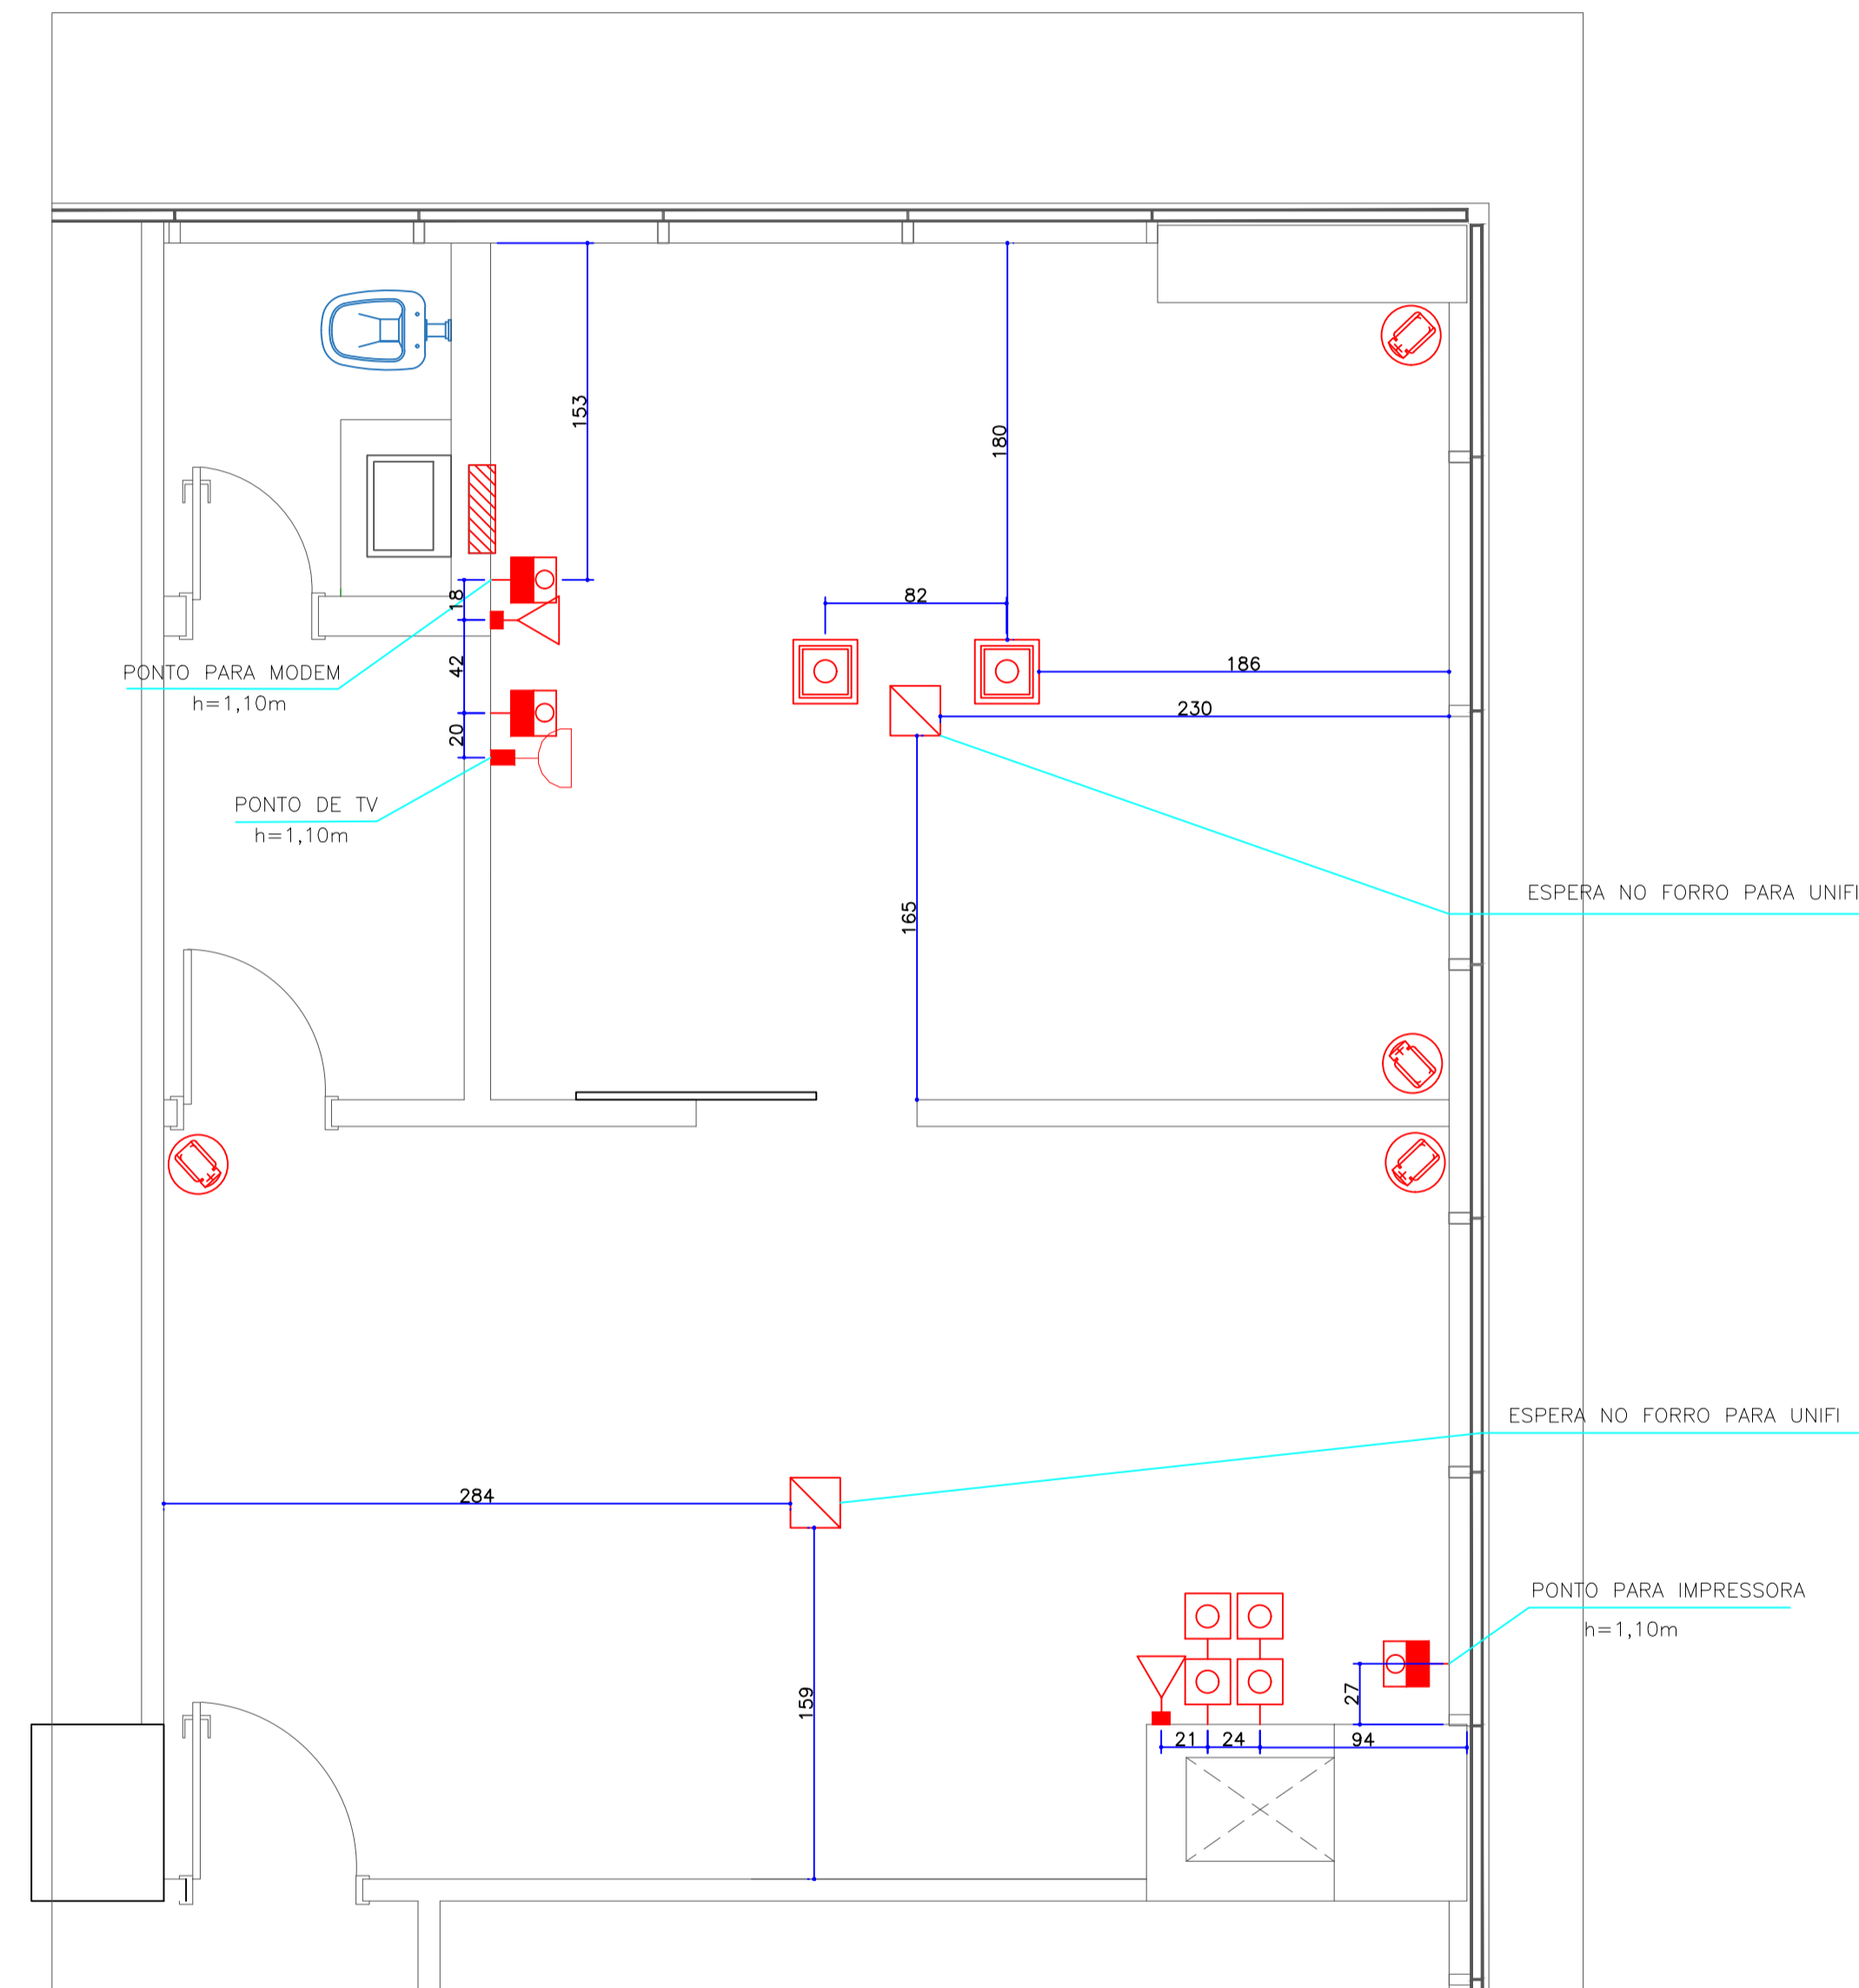 153
180
82
186
18
PONTO PARA MODEM
h=1,10m
42
230
20
PONTO DE TV
h=1,10m
ESPERA NO FORRO PARA UNIFI
165
ESPERA NO FORRO PARA UNIFI
284
PONTO PARA IMPRESSORA
h=1,10m
159
27
21
24
94